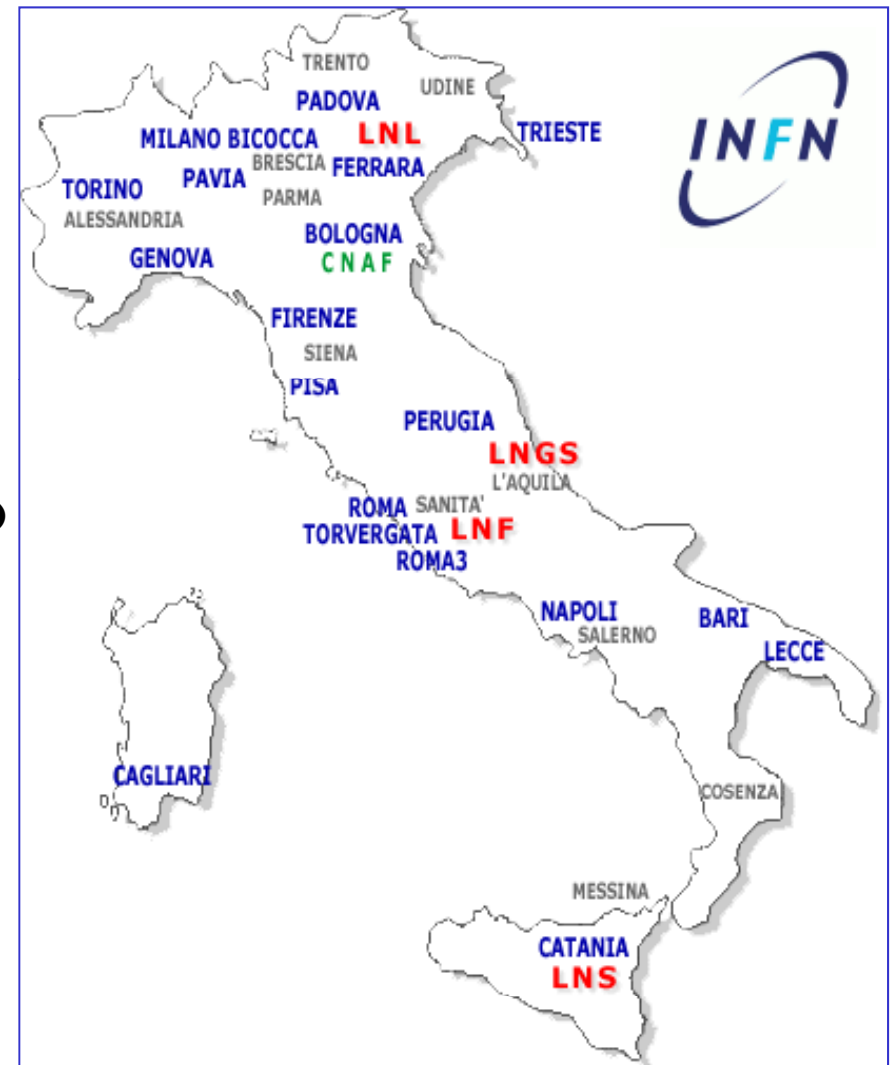 TRENTO
UDINE
PADOVA
INFN
MILANO BICOCCA
LNL
TRIESTE
BRESCIA
FERRARA
PAVIA
TORINO
PARMA
ALESSANDRIA
BOLOGNA
GENOVA
CNAF
FIRENZE
SIENA
PISA
PERUGIA
LNGS
L'AQUILA
ROMA
SANITA'
TORVERGATA
LNF
ROMA3
NAPOLI
BARI
SALERNO
LECCE
CAGLIARI
COSENZA
MESSINA
CATANIA
LNS